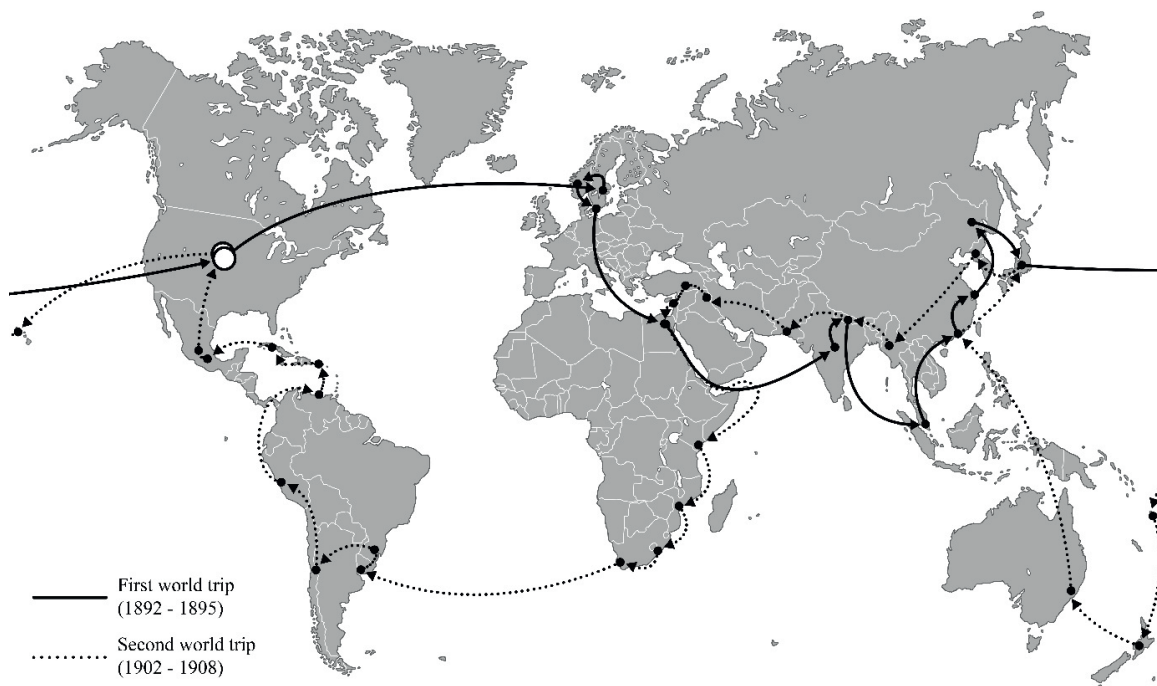 First world trip
(1892 - 1895)
Second world trip
(1902 - 1908)